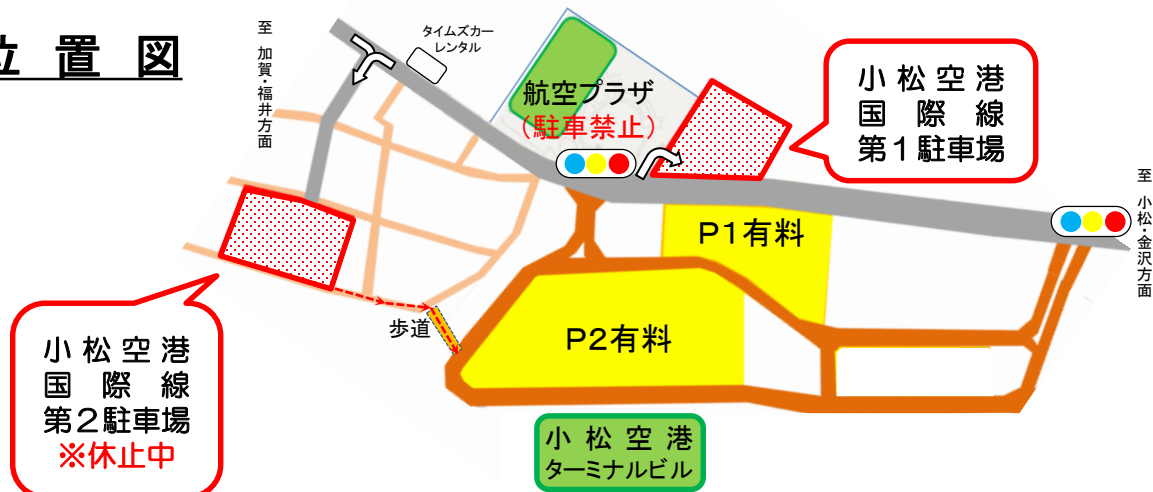 位置図
至 加賀・福井方面
タイムズカー
レンタル
航空プラザ
(駐車禁止)
小松空港
国際線
第1駐車場
至 小松・金沢方面
P1有料
P2有料
歩道
小松空港
国際線
第2駐車場
※休止中
小松空港
ターミナルビル